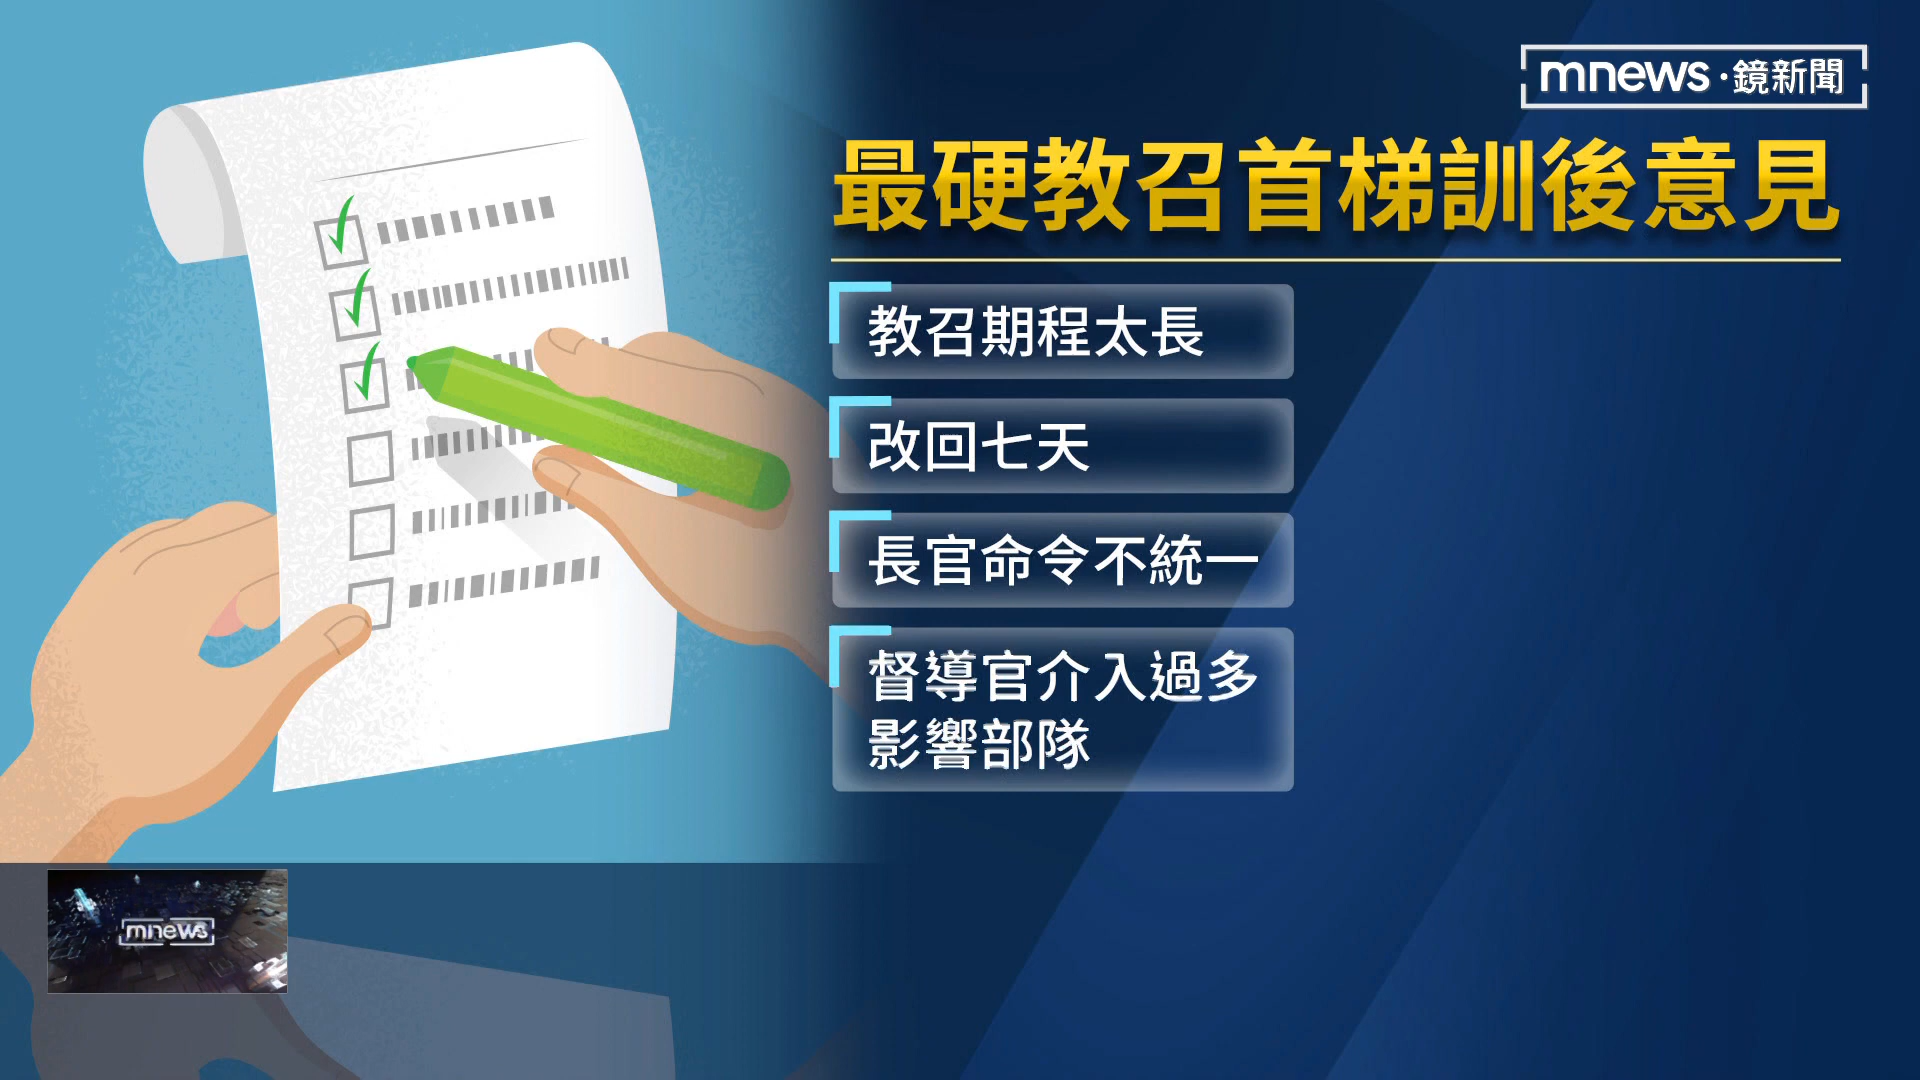 mnews·鏡新聞
最硬教召首梯訓後意見
教召期程太長
改回七天
長官命令不統一
督導官介入過多
影響部隊
mnews